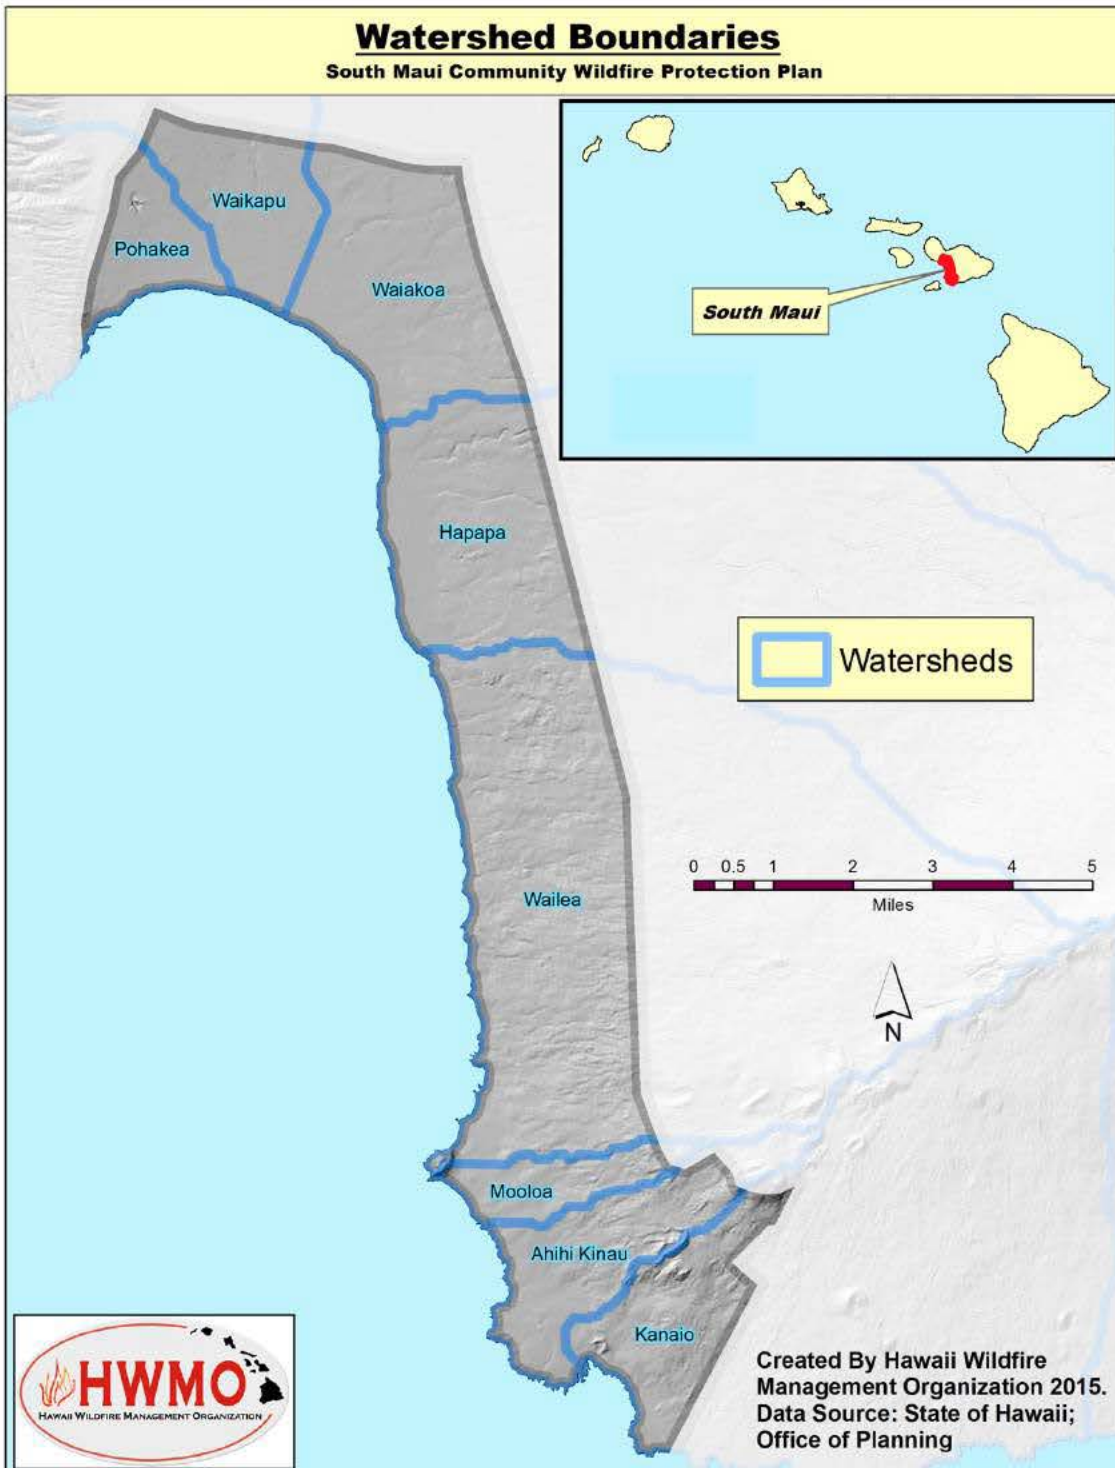 Watershed Boundaries
South Maui Community Wildfire Protection Plan
Waikapu
Pohakea
Waiakoa
South Maui
Hapapa
Watersheds
0 0.5 1 2 3 4 5
Miles
Wailea
N
Mooloa
Ahihi Kinau
Kanaio
HWMO
HAWAII WILDFIRE MANAGEMENT ORGANIZATION
Created By Hawaii Wildfire
Management Organization 2015.
Data Source: State of Hawaii;
Office of Planning